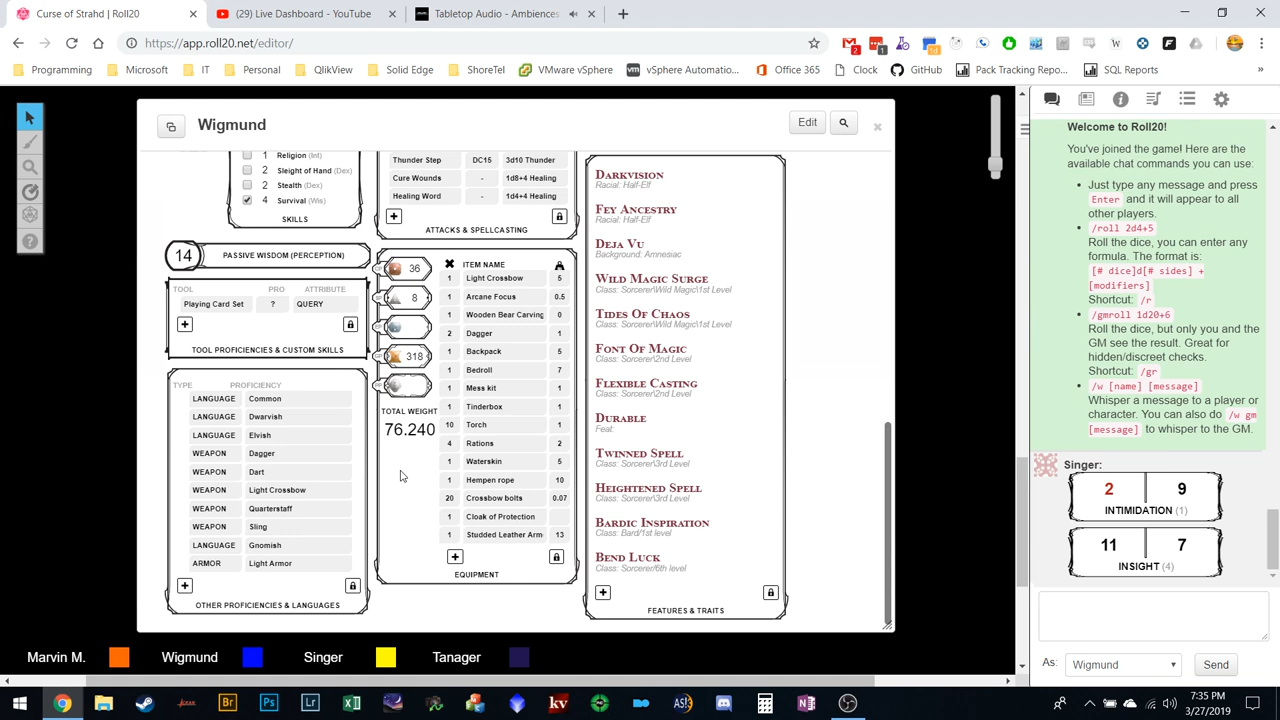 Curse of Strahd | Roll20
(29) Live Dashboard - YouTube
Tabletop Audio - Ambiences
https://app.roll20.net/editor/
Programming
Microsoft
IT
Personal
QlikView
Solid Edge
ShoreTel
VMware vSphere
vSphere Automatio...
Office 365
Clock
GitHub
Pack Tracking Repo...
SQL Reports
Wigmund
Edit
1 Religion (Int)
2 Sleight of Hand (Dex)
2 Stealth (Dex)
4 Survival (Wis)
SKILLS
14 PASSIVE WISDOM (PERCEPTION)
TOOL PRO ATTRIBUTE
Playing Card Set ? QUERY
TOOL PROFICIENCIES & CUSTOM SKILLS
TYPE PROFICIENCY
LANGUAGE Common
LANGUAGE Dwarvish
LANGUAGE Elvish
WEAPON Dagger
WEAPON Dart
WEAPON Light Crossbow
WEAPON Quarterstaff
WEAPON Sling
LANGUAGE Gnomish
ARMOR Light Armor
OTHER PROFICIENCIES & LANGUAGES
Thunder Step DC15 3d10 Thunder
Cure Wounds - 1d8+4 Healing
Healing Word 1d4+4 Healing
ATTACKS & SPELLCASTING
36
8
318
TOTAL WEIGHT
76.240
ITEM NAME
1 Light Crossbow 5
1 Arcane Focus 0.5
1 Wooden Bear Carving 0
2 Dagger 1
1 Backpack 5
1 Bedroll 7
1 Mess kit 1
1 Tinderbox 1
10 Torch 1
4 Rations 2
1 Waterskin 5
1 Hempen rope 10
20 Crossbow bolts 0.07
1 Cloak of Protection
1 Studded Leather Arm 13
EQUIPMENT
DARKVISION
Racial: Half-Elf
FEY ANCESTRY
Racial: Half-Elf
DEJA VU
Background: Amnesiac
WILD MAGIC SURGE
Class: Sorcerer\Wild Magic\1st Level
TIDES OF CHAOS
Class: Sorcerer\Wild Magic\1st Level
FONT OF MAGIC
Class: Sorcerer\2nd Level
FLEXIBLE CASTING
Class: Sorcerer\2nd Level
DURABLE
Feat:
TWINNED SPELL
Class: Sorcerer\3rd Level
HEIGHTENED SPELL
Class: Sorcerer\3rd Level
BARDIC INSPIRATION
Class: Bard/1st level
BEND LUCK
Class: Sorcerer/6th level
FEATURES & TRAITS
Marvin M.
Wigmund
Singer
Tanager
Welcome to Roll20!
You've joined the game! Here are the
available chat commands you can use:
Just type any message and press
Enter and it will appear to all
other players.
/roll 2d4+5
Roll the dice, you can enter any
formula. The format is:
[# dice]d[# sides] +
[modifiers]
Shortcut: /r
/gmroll 1d20+6
Roll the dice, but only you and the
GM see the result. Great for
hidden/discreet checks.
Shortcut: /gr
/w [name] [message]
Whisper a message to a player or
character. You can also do /w gm
[message] to whisper to the GM.
Singer:
2 9
INTIMIDATION (1)
11 7
INSIGHT (4)
As: Wigmund Send
7:35 PM
3/27/2019